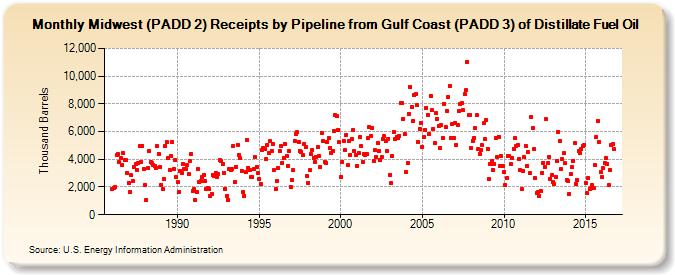 Monthly Midwest (PADD 2) Receipts by Pipeline from Gulf Coast (PADD 3) of Distillate Fuel Oil
Thousand Barrels
12,000
10,000
8,000
6,000
4,000
2,000
0
1990 1995 2000 2005 2010 2015
Source: U.S. Energy Information Administration